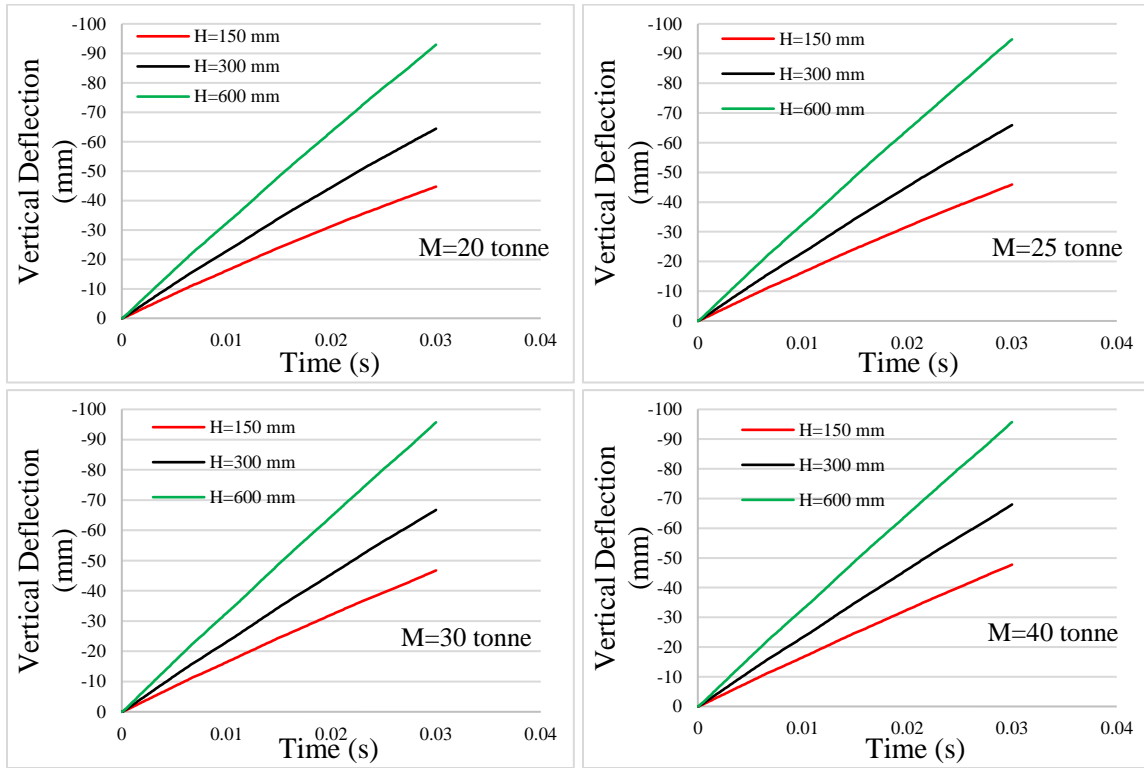 -100
-90
-80
-70
-60
-50
-40
-30
-20
-10
0
Vertical Deflection
(mm)
H=150 mm
H=300 mm
H=600 mm
M=20 tonne
0 0.01 0.02 0.03 0.04
Time (s)
-100
-90
-80
-70
-60
-50
-40
-30
-20
-10
0
Vertical Deflection
(mm)
H=150 mm
H=300 mm
H=600 mm
M=25 tonne
0 0.01 0.02 0.03 0.04
Time (s)
-100
-90
-80
-70
-60
-50
-40
-30
-20
-10
0
Vertical Deflection
(mm)
H=150 mm
H=300 mm
H=600 mm
M=30 tonne
0 0.01 0.02 0.03 0.04
Time (s)
-100
-90
-80
-70
-60
-50
-40
-30
-20
-10
0
Vertical Deflection
(mm)
H=150 mm
H=300 mm
H=600 mm
M=40 tonne
0 0.01 0.02 0.03 0.04
Time (s)